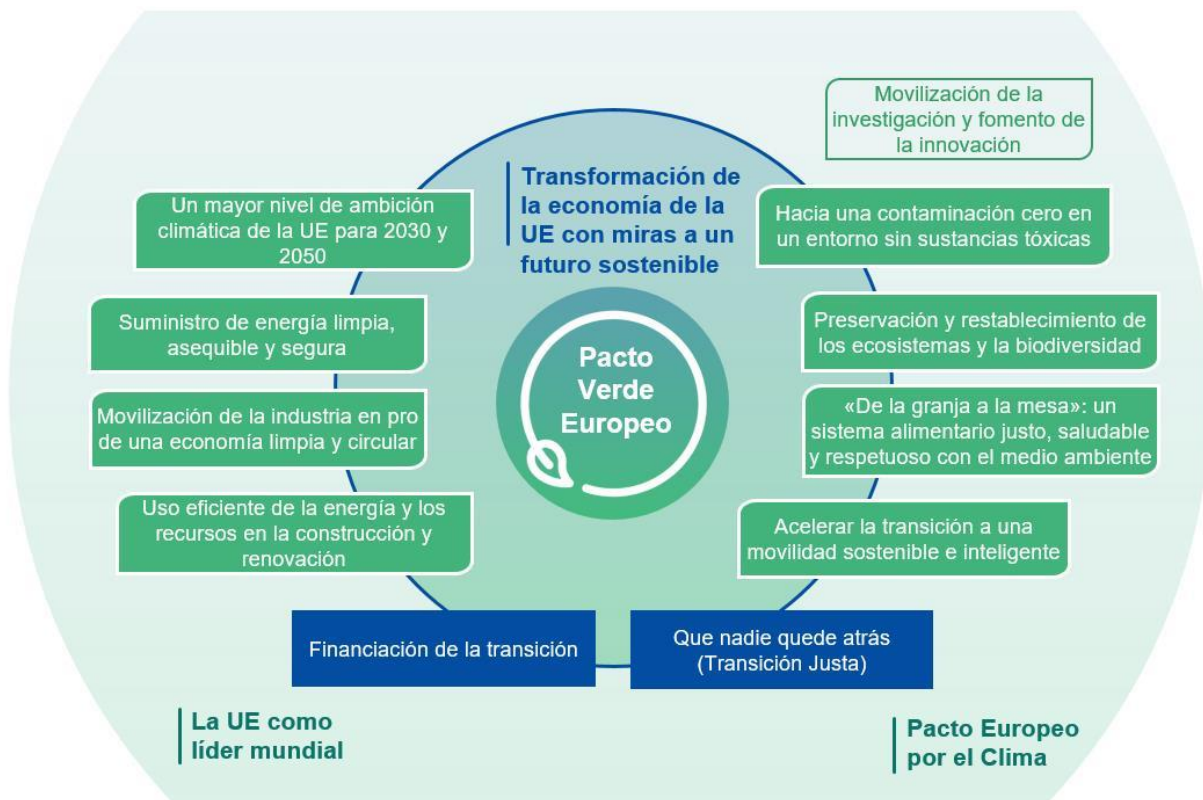 Movilización de la
investigación y fomento de
la innovación
Transformación de
la economía de la
UE con miras a un
futuro sostenible
Un mayor nivel de ambición
climática de la UE para 2030 y
2050
Hacia una contaminación cero en
un entorno sin sustancias tóxicas
Suministro de energía limpia,
asequible y segura
Preservación y restablecimiento de
los ecosistemas y la biodiversidad
Pacto
Verde
Europeo
Movilización de la industria en pro
de una economía limpia y circular
«De la granja a la mesa»: un
sistema alimentario justo, saludable
y respetuoso con el medio ambiente
Uso eficiente de la energía y los
recursos en la construcción y
renovación
Acelerar la transición a una
movilidad sostenible e inteligente
Financiación de la transición
Que nadie quede atrás
(Transición Justa)
La UE como
líder mundial
Pacto Europeo
por el Clima